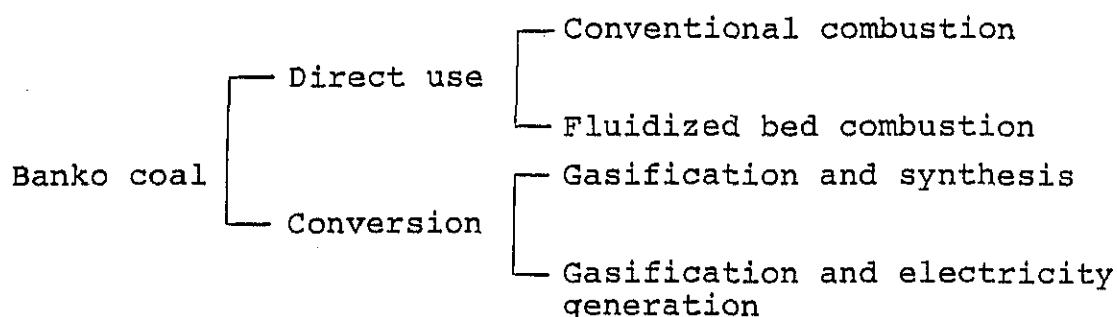 Conventional combustion
Direct use
Fluidized bed combustion
Banko coal
Gasification and synthesis
Conversion
Gasification and electricity
generation